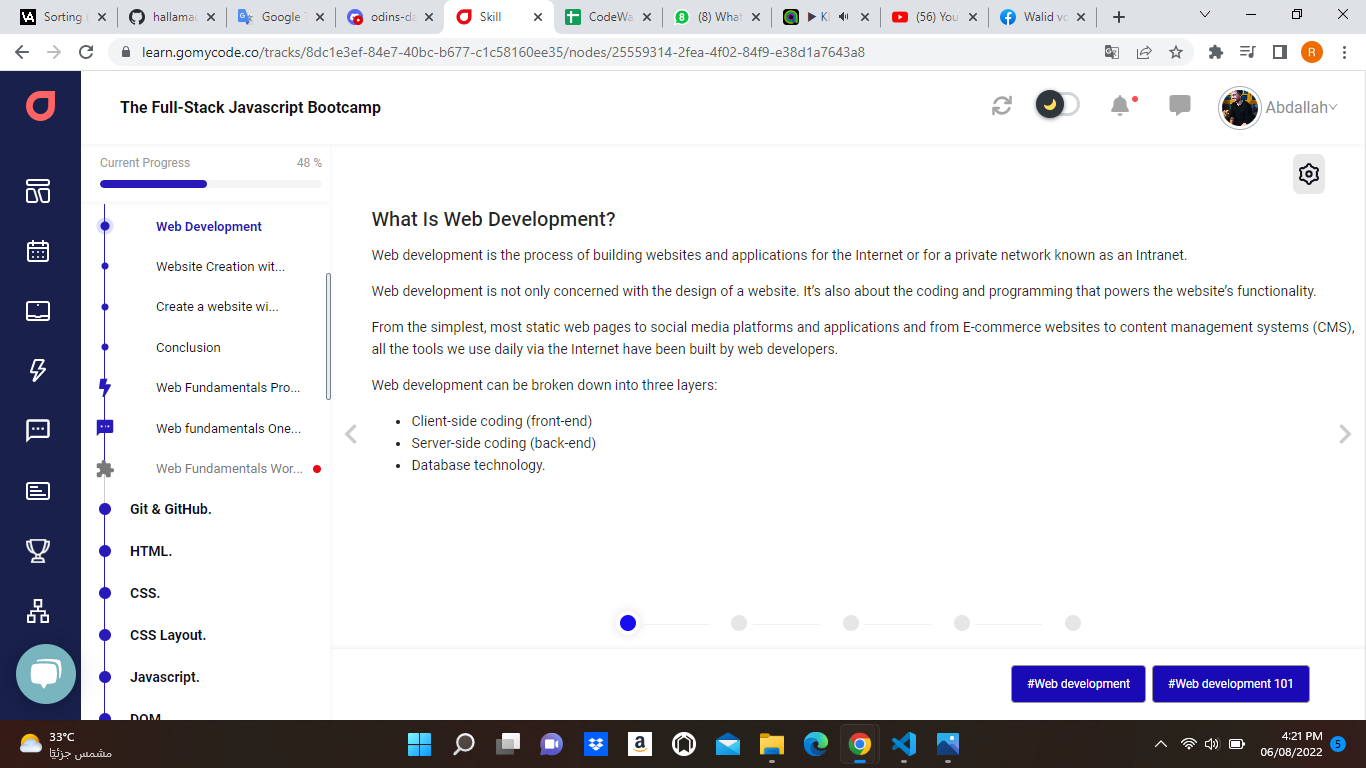 Sorting
hallamac
Google T
odins-da
Skill
CodeWa
(8) What
(56) You
Walid vo
learn.gomycode.co/tracks/8dc1e3ef-84e7-40bc-b677-c1c58160ee35/nodes/25559314-2fea-4f02-84f9-e38d1a7643a8
R
The Full-Stack Javascript Bootcamp
Abdallah
Current Progress
48 %
Web Development
Website Creation wit...
Create a website wi...
Conclusion
Web Fundamentals Pro...
Web fundamentals One...
Web Fundamentals Wor...
Git & GitHub.
HTML.
CSS.
CSS Layout.
Javascript.
DOM
What Is Web Development?
Web development is the process of building websites and applications for the Internet or for a private network known as an Intranet.
Web development is not only concerned with the design of a website. It’s also about the coding and programming that powers the website’s functionality.
From the simplest, most static web pages to social media platforms and applications and from E-commerce websites to content management systems (CMS),
all the tools we use daily via the Internet have been built by web developers.
Web development can be broken down into three layers:
Client-side coding (front-end)
Server-side coding (back-end)
Database technology.
#Web development
#Web development 101
33°C
مشمس جزئيًا
4:21 PM
06/08/2022
5